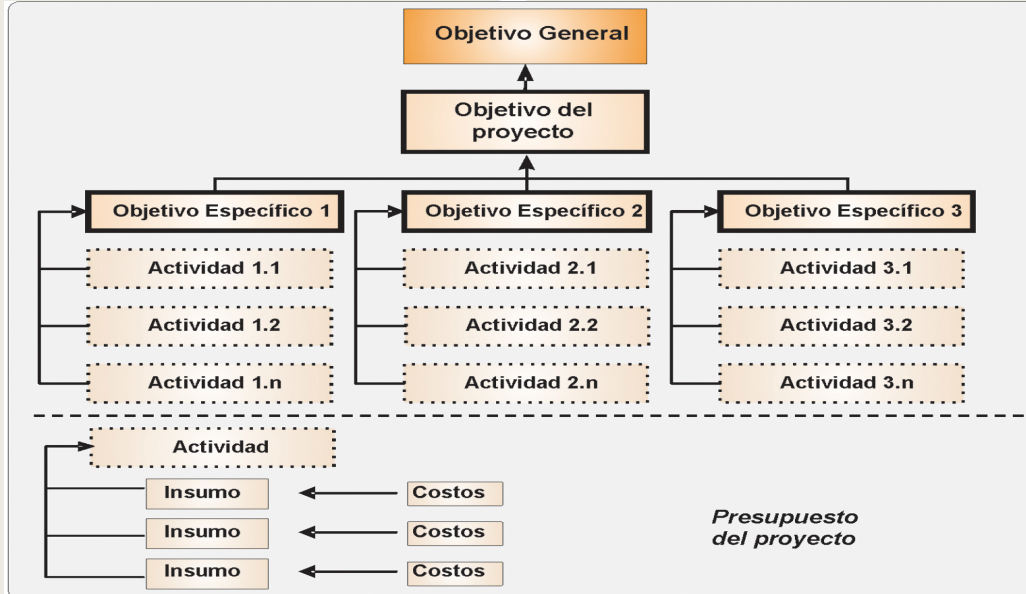 Objetivo General
Objetivo del
proyecto
Objetivo Específico 1
Objetivo Específico 2
Objetivo Específico 3
Actividad 1.1
Actividad 2.1
Actividad 3.1
Actividad 1.2
Actividad 2.2
Actividad 3.2
Actividad 1.n
Actividad 2.n
Actividad 3.n
Actividad
Insumo
Costos
Insumo
Costos
Insumo
Costos
Presupuesto
del proyecto